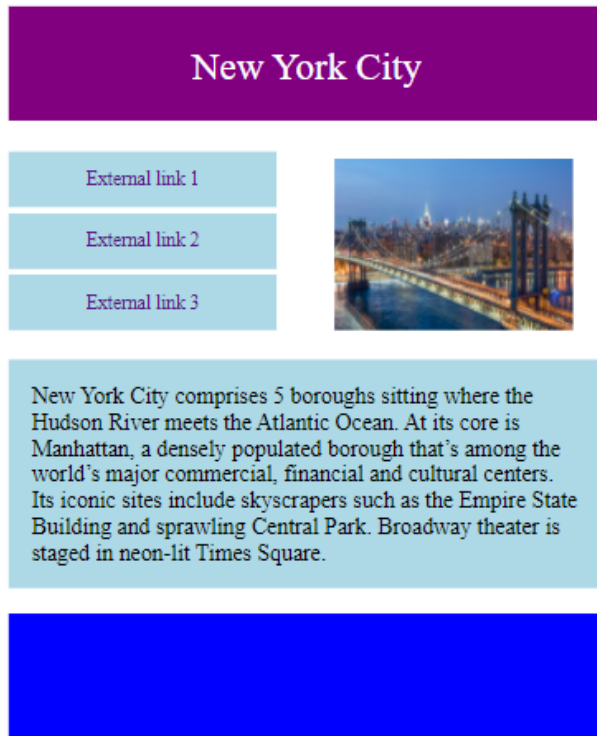 New York City
External link 1
External link 2
External link 3
New York City comprises 5 boroughs sitting where the
Hudson River meets the Atlantic Ocean. At its core is
Manhattan, a densely populated borough that’s among the
world’s major commercial, financial and cultural centers.
Its iconic sites include skyscrapers such as the Empire State
Building and sprawling Central Park. Broadway theater is
staged in neon-lit Times Square.